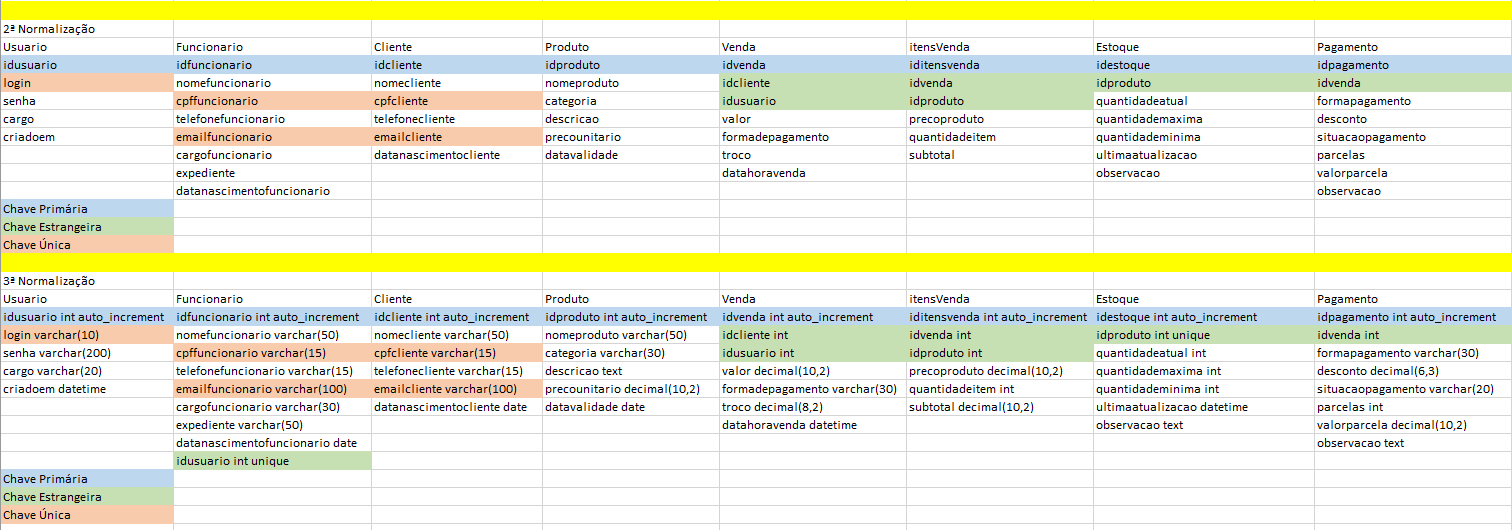 2ª Normalização
Usuario Funcionario Cliente Produto Venda itensVenda Estoque Pagamento
idusuario idfuncionario idcliente idproduto idvenda iditensvenda idestoque idpagamento
login nomefuncionario nomecliente nomeproduto idcliente idvenda idproduto idvenda
senha cpffuncionario cpfcliente categoria idusuario idproduto quantidadeatual formapagamento
cargo telefonefuncionario telefonecliente descricao valor precoproduto quantidademaxima desconto
criadoem emailfuncionario emailcliente precounitario formadepagamento quantidadeitem quantidademinima situacaopagamento
cargofuncionario datanascimentocliente datavalidade troco subtotal ultimaatualizacao parcelas
expediente datahoravenda observacao valorparcela
datanascimentofuncionario observacao
Chave Primária
Chave Estrangeira
Chave Única
3ª Normalização
Usuario Funcionario Cliente Produto Venda itensVenda Estoque Pagamento
idusuario int auto_increment idfuncionario int auto_increment idcliente int auto_increment idproduto int auto_increment idvenda int auto_increment iditensvenda int auto_increment idestoque int auto_increment idpagamento int auto_increment
login varchar(10) nomefuncionario varchar(50) nomecliente varchar(50) nomeproduto varchar(50) idcliente int idvenda int idproduto int unique idvenda int
senha varchar(200) cpffuncionario varchar(15) cpfcliente varchar(15) categoria varchar(30) idusuario int idproduto int quantidadeatual int formapagamento varchar(30)
cargo varchar(20) telefonefuncionario varchar(15) telefonecliente varchar(15) descricao text valor decimal(10,2) precoproduto decimal(10,2) quantidademaxima int desconto decimal(6,3)
criadoem datetime emailfuncionario varchar(100) emailcliente varchar(100) precounitario decimal(10,2) formadepagamento varchar(30) quantidadeitem int quantidademinima int situacaopagamento varchar(20)
cargofuncionario varchar(30) datanascimentocliente date datavalidade date troco decimal(8,2) subtotal decimal(10,2) ultimaatualizacao datetime parcelas int
expediente varchar(50) datahoravenda datetime observacao text valorparcela decimal(10,2)
datanascimentofuncionario date observacao text
idusuario int unique
Chave Primária
Chave Estrangeira
Chave Única